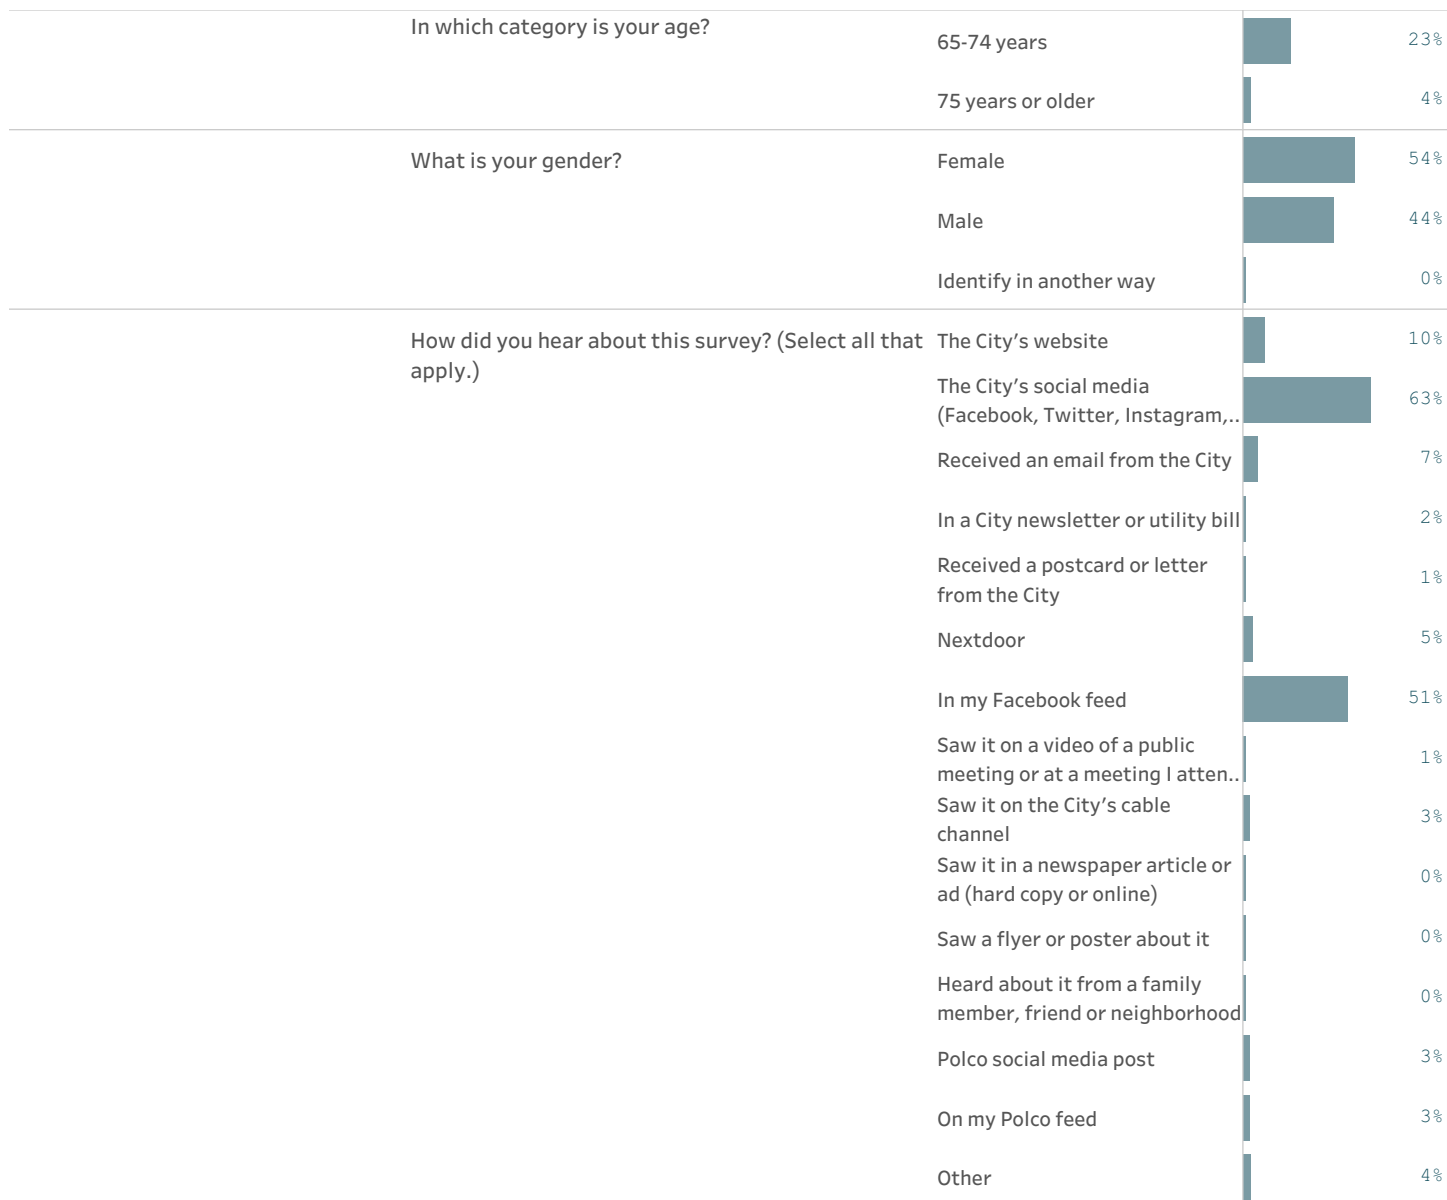 In which category is your age?
65-74 years
23%
75 years or older
4%
What is your gender?
Female
54%
Male
44%
Identify in another way
0%
How did you hear about this survey? (Select all that
apply.)
The City’s website
10%
The City’s social media
(Facebook, Twitter, Instagram,..
63%
Received an email from the City
7%
In a City newsletter or utility bill
2%
Received a postcard or letter
from the City
1%
Nextdoor
5%
In my Facebook feed
51%
Saw it on a video of a public
meeting or at a meeting I atten..
1%
Saw it on the City’s cable
channel
3%
Saw it in a newspaper article or
ad (hard copy or online)
0%
Saw a flyer or poster about it
0%
Heard about it from a family
member, friend or neighborhood
0%
Polco social media post
3%
On my Polco feed
3%
Other
4%